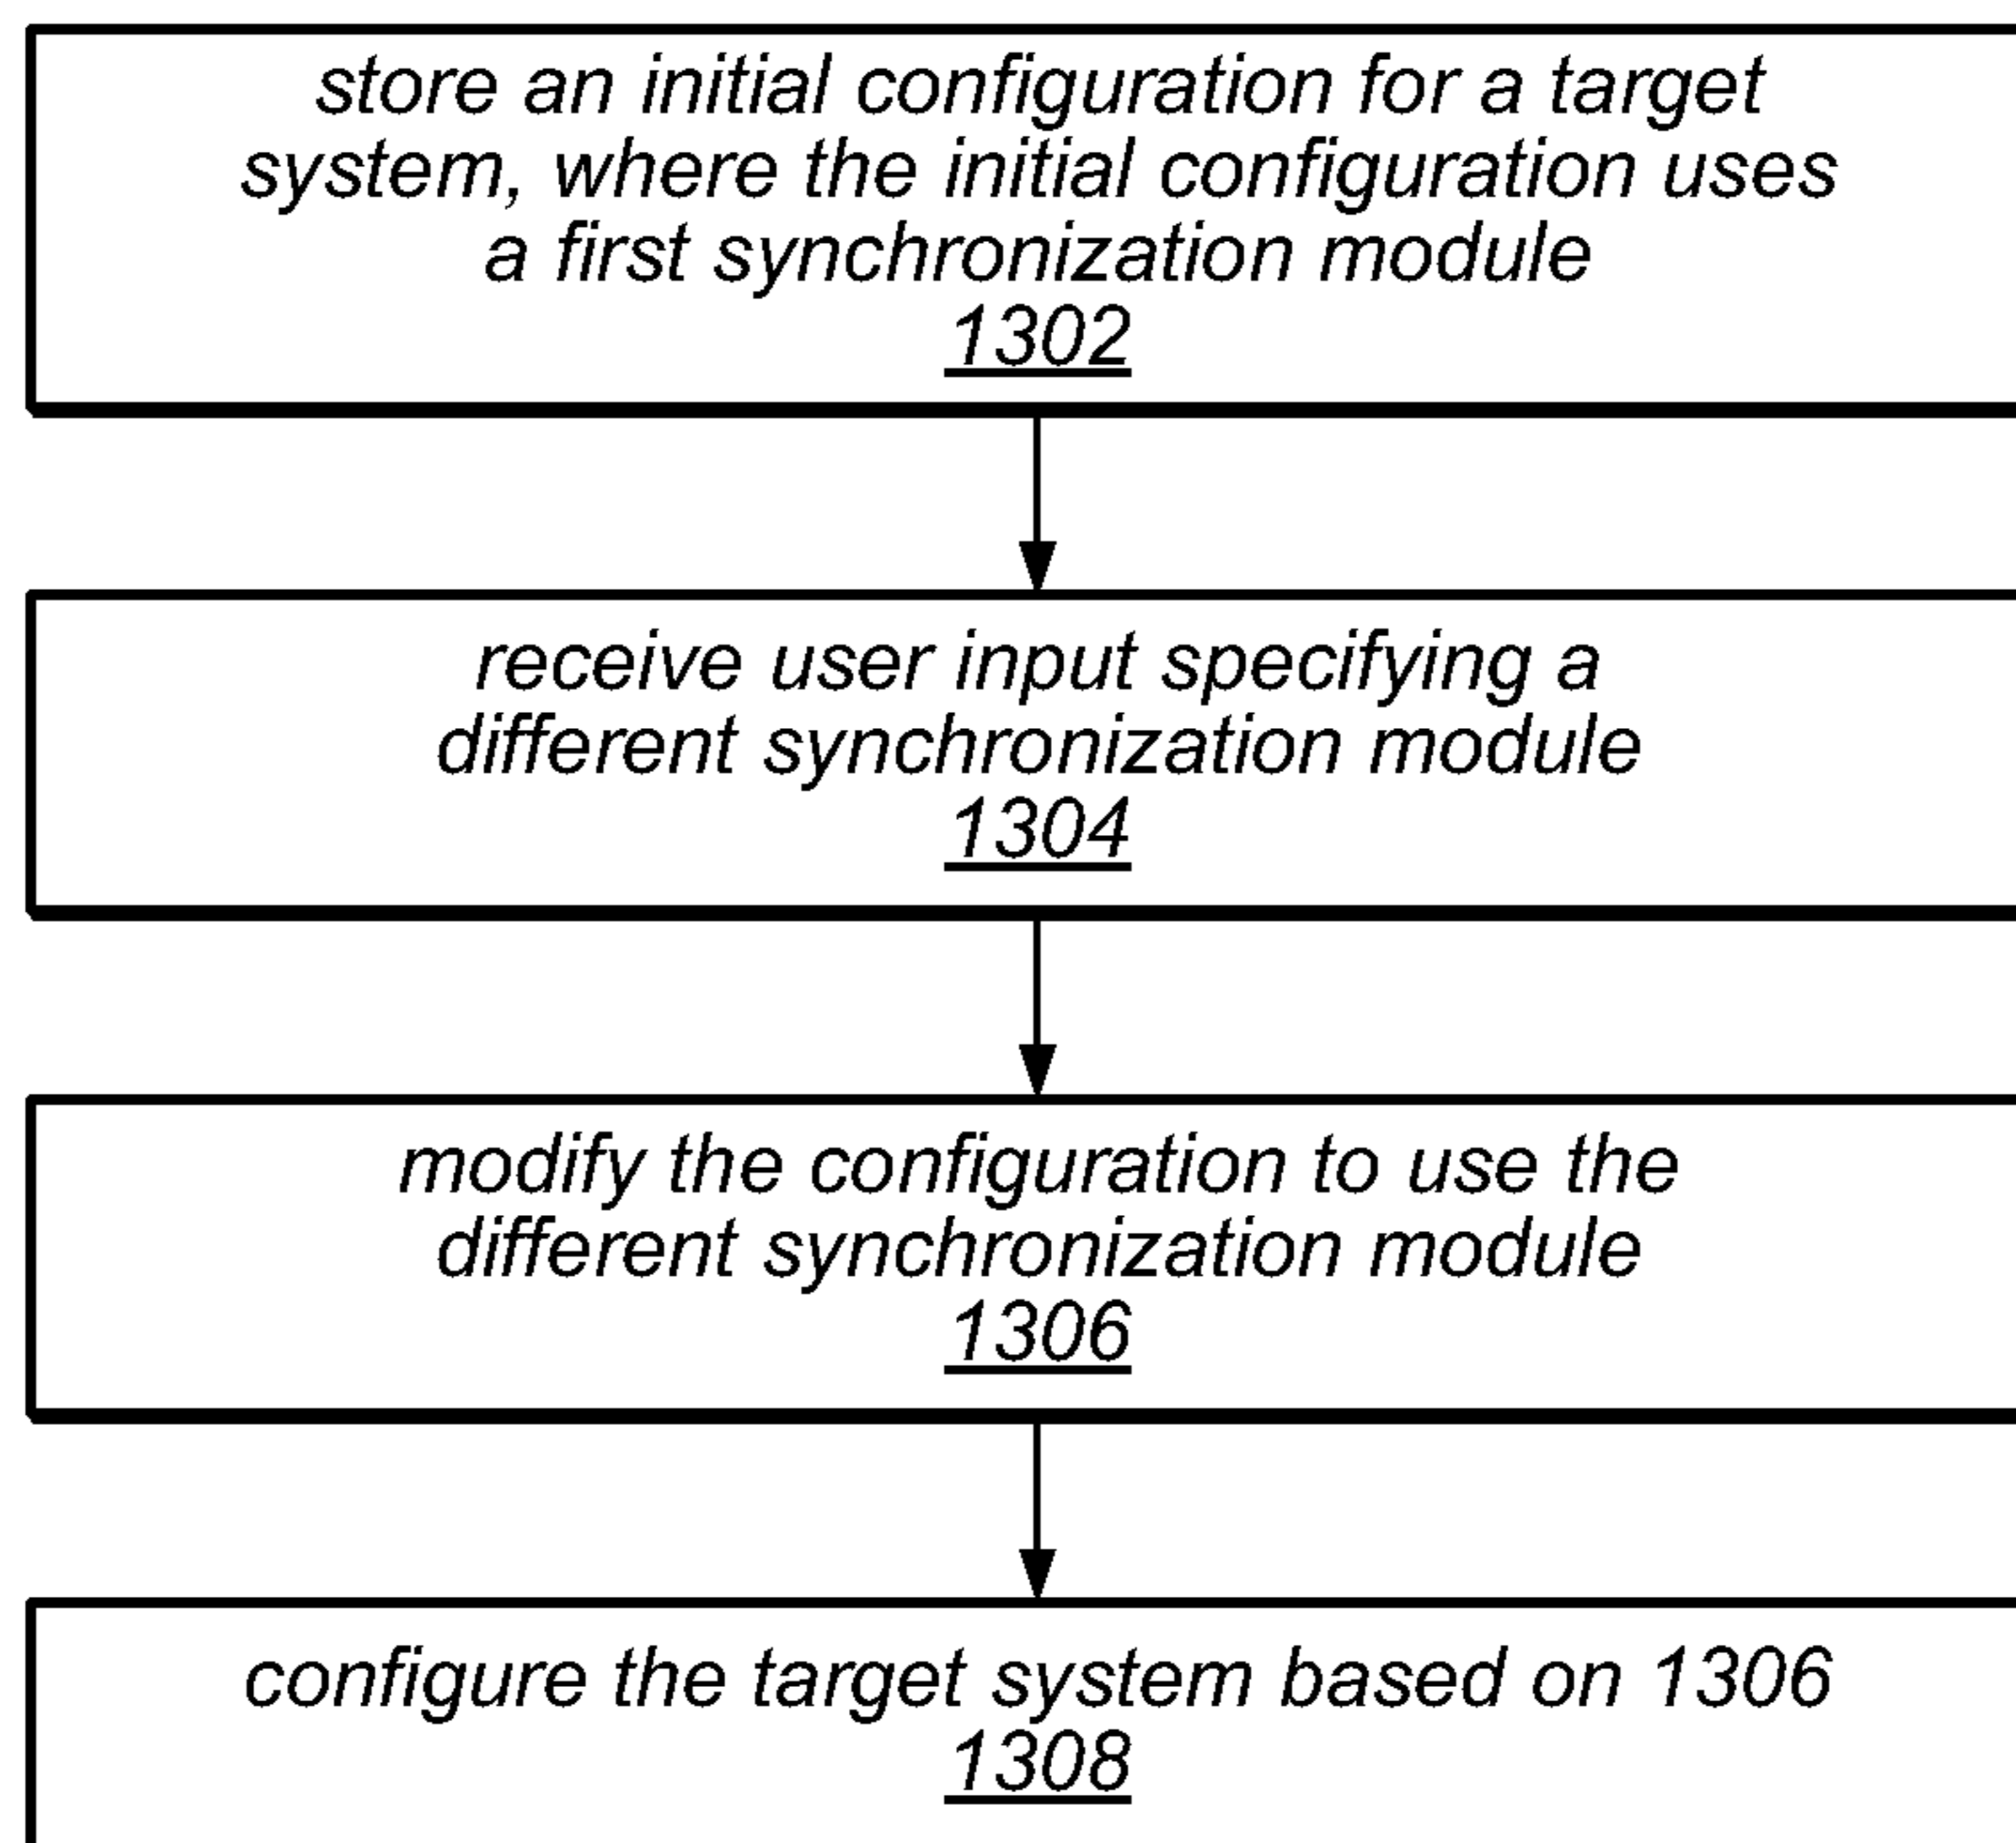 store an initial configuration for a target
system, where the initial configuration uses
a first synchronization module
1302
receive user input specifying a
different synchronization module
1304
modify the configuration to use the
different synchronization module
1306
configure the target system based on 1306
1308